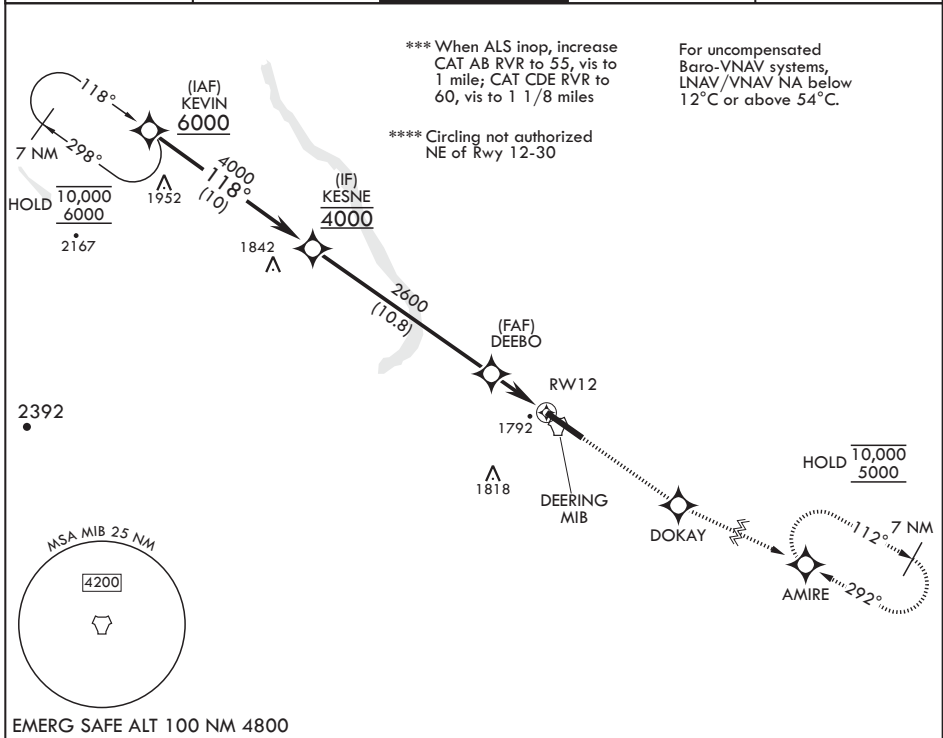 *** When ALS inop, increase
CAT AB RVR to 55, vis to
1 mile; CAT CDE RVR to
60, vis to 1 1/8 miles
For uncompensated
Baro-VNAV systems,
LNAV/VNAV NA below
12°C or above 54°C.
**** Circling not authorized
NE of Rwy 12-30
118°
(IAF)
KEVIN
6000
7 NM
298°
HOLD
10,000
6000
1952
2167
4000
118°
(10)
(IF)
KESNE
4000
1842
2600
(10.8)
(FAF)
DEEBO
RW12
1792
2392
1818
DEERING
MIB
HOLD
10,000
5000
DOKAY
112°
7 NM
292°
AMIRE
MSA MIB 25 NM
4200
EMERG SAFE ALT 100 NM 4800